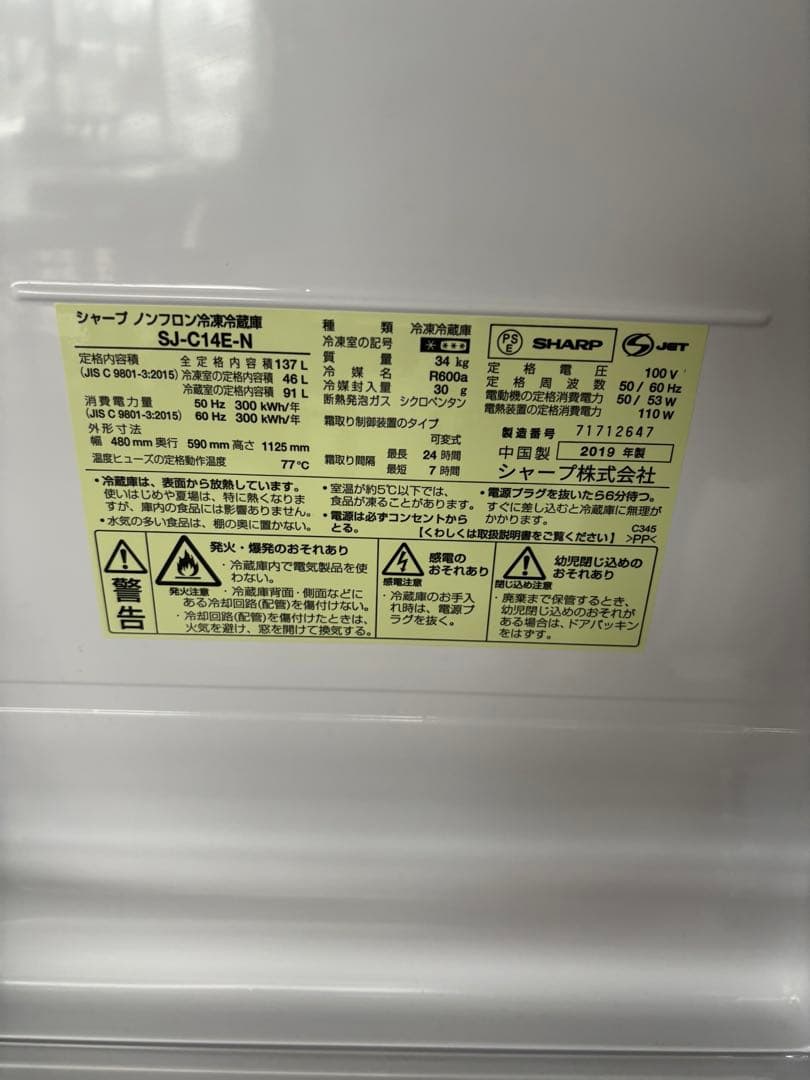 シャープ ノンフロン冷凍冷蔵庫
SJ-C14E-N
定格内容積 全定格内容積 137 L
(JIS C 9801-3:2015) 冷凍室の定格内容積 46 L
冷蔵室の定格内容積 91 L
消費電力量 50 Hz 300 kWh/年
(JIS C 9801-3:2015) 60 Hz 300 kWh/年
外形寸法
幅 480 mm 奥行 590 mm 高さ 1125 mm
温度ヒューズの定格動作温度 77℃
種類 冷凍冷蔵庫
冷凍室の記号
質量 34 kg
冷媒名 R600a
冷媒封入量 30 g
断熱発泡ガス シクロペンタン
霜取り制御装置のタイプ
可変式
霜取り間隔 最長 24 時間
最短 7 時間
PSE SHARP S JET
定格電圧 100 V
定格周波数 50 / 60 Hz
電動機の定格消費電力 50 / 53 W
電熱装置の定格消費電力 110 W
製造番号 71712647
中国製 2019 年製
シャープ株式会社
・冷蔵庫は、表面から放熱しています。
使いはじめや夏場は、特に熱くなりま
すが、庫内の食品には影響ありません。
・水気の多い食品は、棚の奥に置かない。
・室温が約5℃以下では、
食品が凍ることがあります。
・電源は必ずコンセントから
とる。
・電源プラグを抜いたら6分待つ。
すぐに差し込むと冷蔵庫に無理が
かかります。
【くわしくは取扱説明書をご覧ください】
C345
>PP<
警告
発火・爆発のおそれあり
発火注意
・冷蔵庫内で電気製品を使
わない。
・冷蔵庫背面・側面などに
ある冷却回路(配管)を傷付けない。
・冷却回路(配管)を傷付けたときは、
火気を避け、窓を開けて換気する。
感電の
おそれあり
感電注意
・冷蔵庫のお手入
れ時は、電源プ
ラグを抜く。
幼児閉じ込めの
おそれあり
閉じ込め注意
・廃棄まで保管するとき、
幼児閉じ込めのおそれが
ある場合は、ドアパッキン
をはずす。